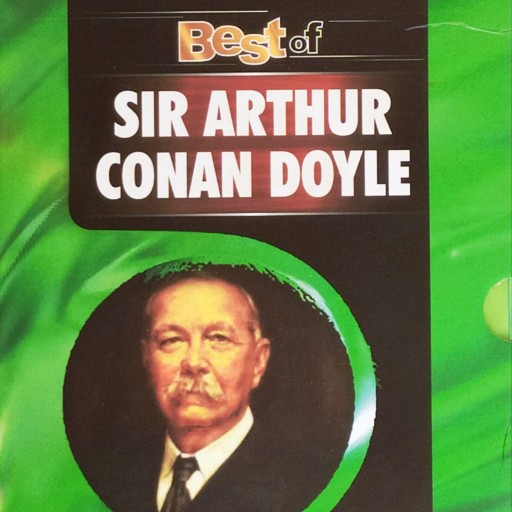 Best of
SIR ARTHUR
CONAN DOYLE